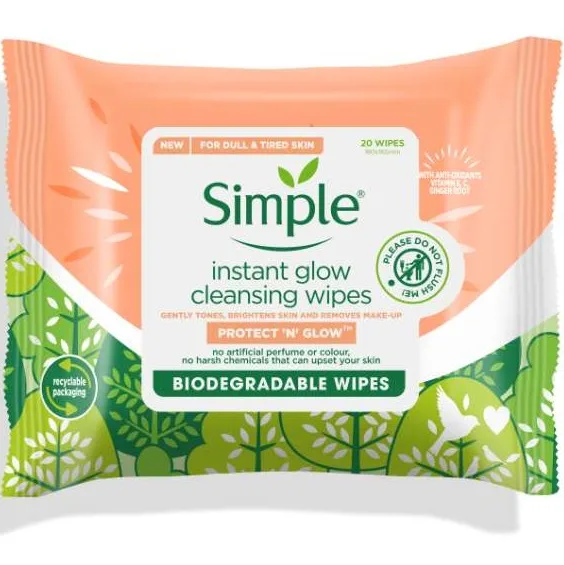 NEW | FOR DULL & TIRED SKIN
20 WIPES
WITH ANTI-OXIDANTS
VITAMIN E, C,
GINGER ROOT
Simple®
instant glow
cleansing wipes
PLEASE DO NOT FLUSH ME!
GENTLY TONES, BRIGHTENS SKIN AND REMOVES MAKE-UP
PROTECT 'N' GLOW™
no artificial perfume or colour,
no harsh chemicals that can upset your skin
BIODEGRADABLE WIPES
recyclable
packaging